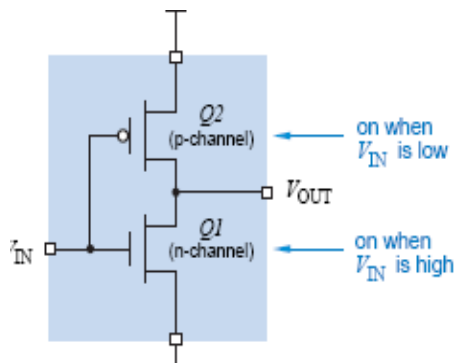 Q2
(p-channel)
on when
VIN is low
VOUT
Q1
(n-channel)
VIN
on when
VIN is high